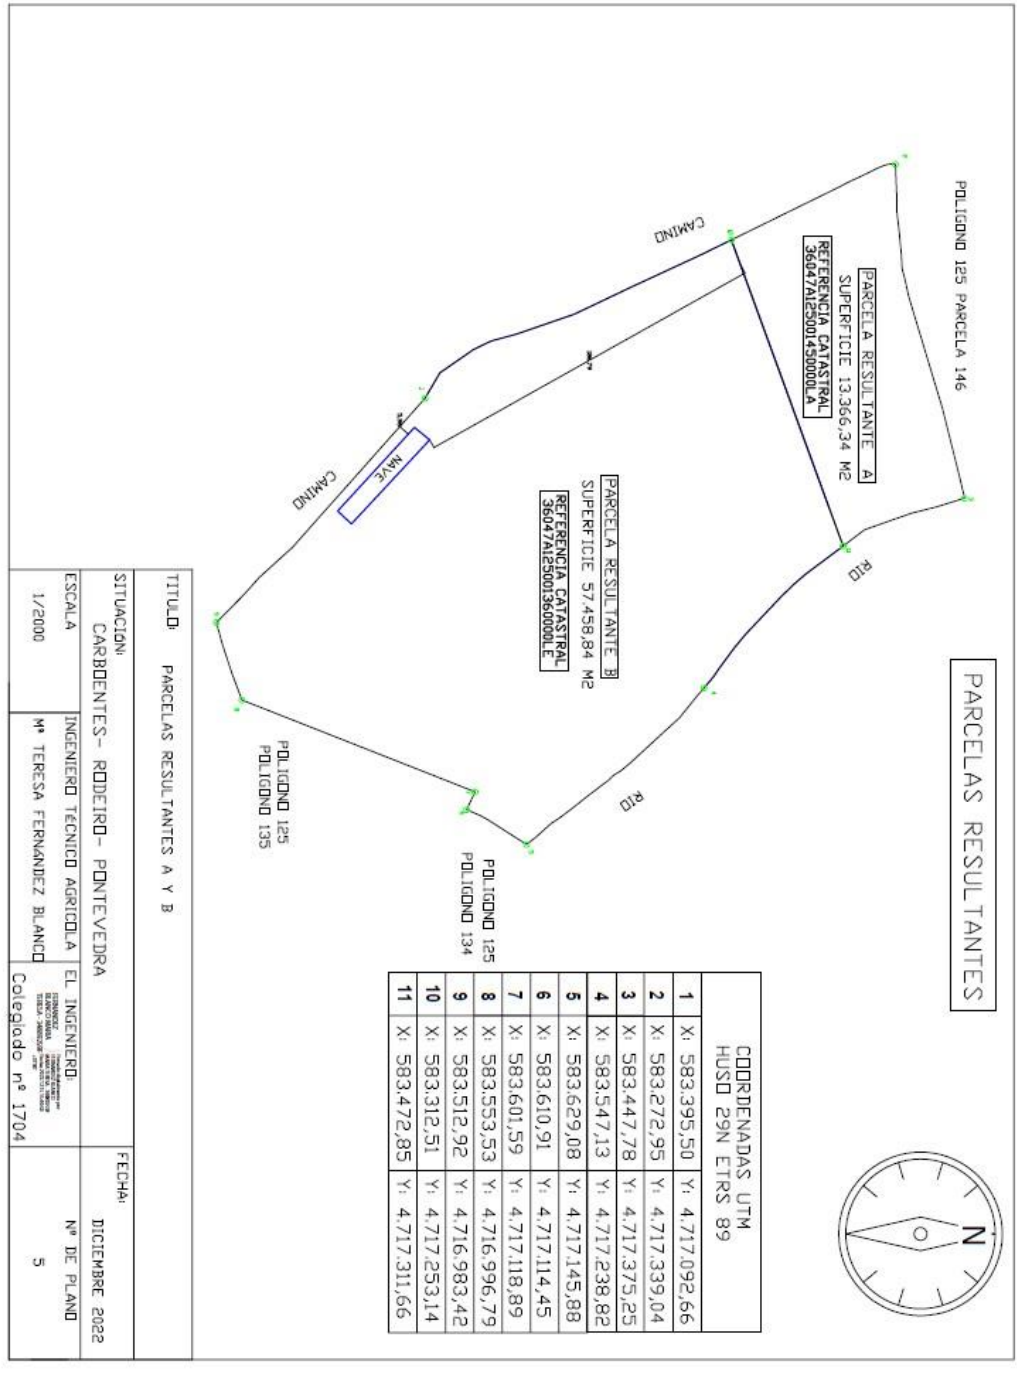 PARCELAS RESULTANTES
POLIGONO 125 PARCELA 146
PARCELA RESULTANTE A
SUPERFICIE 13.366,34 M2
REFERENCIA CATASTRAL
36047A125001450000LA
CAMINO
RIO
PARCELA RESULTANTE B
SUPERFICIE 57.458,84 M2
REFERENCIA CATASTRAL
36047A125001360000LE
NAVE
CAMINO
RIO
POLIGONO 125
POLIGONO 135
POLIGONO 125
POLIGONO 134
N
COORDENADAS UTM
HUSO 29N ETRS 89
1 X: 583.395,50 Y: 4.717.092,66
2 X: 583.272,95 Y: 4.717.339,04
3 X: 583.447,78 Y: 4.717.375,25
4 X: 583.547,13 Y: 4.717.238,82
5 X: 583.629,08 Y: 4.717.145,88
6 X: 583.610,91 Y: 4.717.114,45
7 X: 583.601,59 Y: 4.717.118,89
8 X: 583.553,53 Y: 4.716.996,79
9 X: 583.512,92 Y: 4.716.983,42
10 X: 583.312,51 Y: 4.717.253,14
11 X: 583.472,85 Y: 4.717.311,66
TITULO: PARCELAS RESULTANTES A Y B
SITUACIÓN:
CARBOENTES- RODEIRO- PONTEVEDRA
FECHA:
DICIEMBRE 2022
ESCALA
1/2000
INGENIERO TÉCNICO AGRICOLA
Mª TERESA FERNÁNDEZ BLANCO
EL INGENIERO:
FERNANDEZ
BLANCO MARIA
Colegiado nº 1704
Nº DE PLANO
5